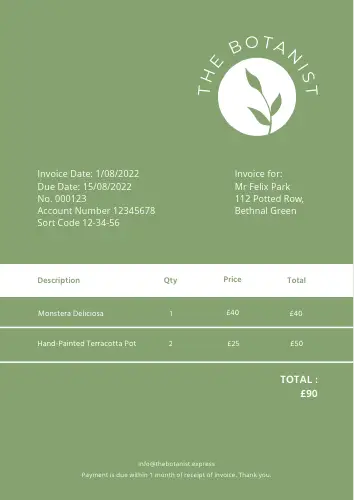 THE BOTANIST
Invoice Date: 1/08/2022
Due Date: 15/08/2022
No. 000123
Account Number 12345678
Sort Code 12-34-56
Invoice for:
Mr Felix Park
112 Potted Row,
Bethnal Green
Description Qty Price Total
Monstera Deliciosa 1 £40 £40
Hand-Painted Terracotta Pot 2 £25 £50
TOTAL :
£90
info@thebotanist.express
Payment is due within 1 month of receipt of invoice. Thank you.